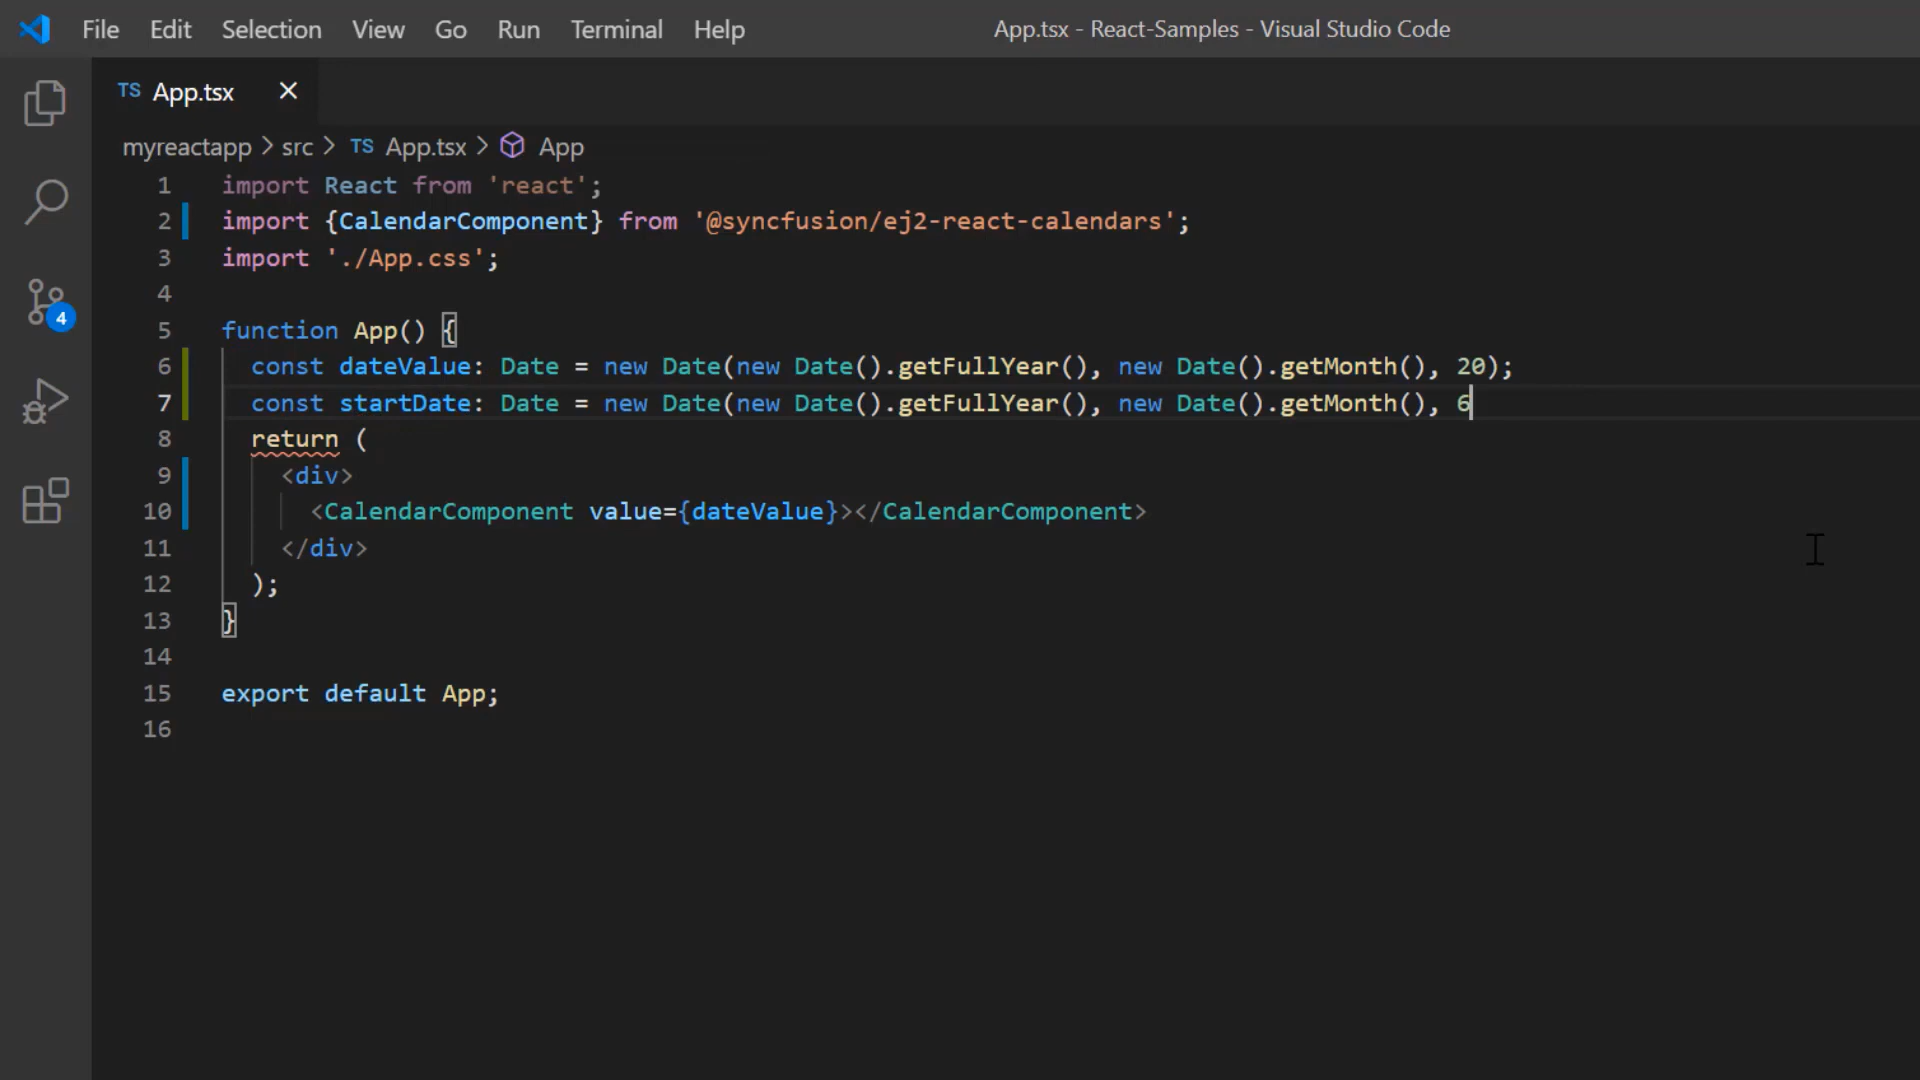 File Edit Selection View Go Run Terminal Help App.tsx - React-Samples - Visual Studio Code
TS App.tsx
myreactapp > src > TS App.tsx > App
1 import React from 'react';
2 import {CalendarComponent} from '@syncfusion/ej2-react-calendars';
3 import './App.css';
4
5 function App() {
6 const dateValue: Date = new Date(new Date().getFullYear(), new Date().getMonth(), 20);
7 const startDate: Date = new Date(new Date().getFullYear(), new Date().getMonth(), 6
8 return (
9 <div>
10 <CalendarComponent value={dateValue}></CalendarComponent>
11 </div>
12 );
13 }
14
15 export default App;
16
4